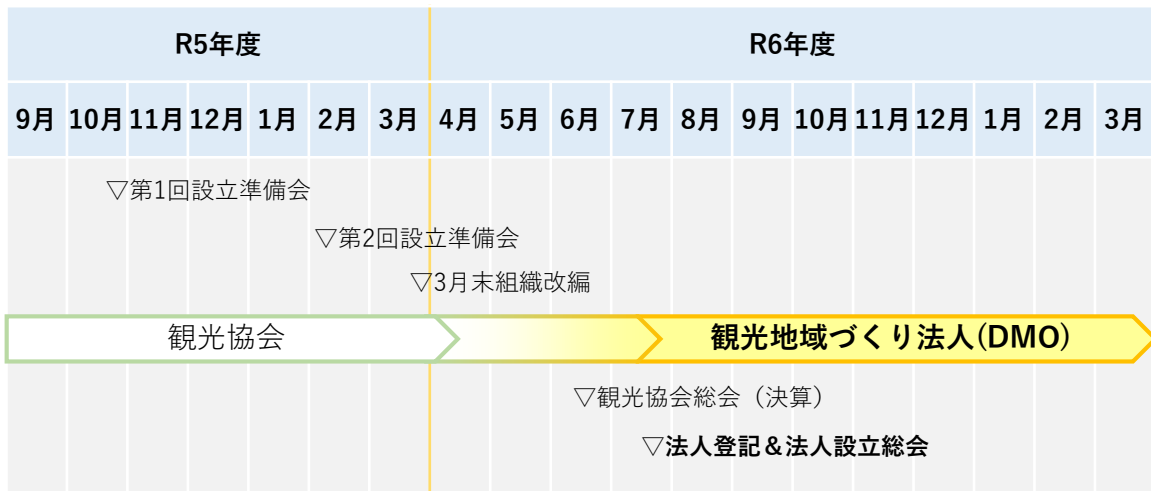 R5年度 R6年度
9月 10月 11月 12月 1月 2月 3月 4月 5月 6月 7月 8月 9月 10月 11月 12月 1月 2月 3月
▽第1回設立準備会
▽第2回設立準備会
▽3月末組織改編
観光協会 観光地域づくり法人(DMO)
▽観光協会総会（決算）
▽法人登記＆法人設立総会